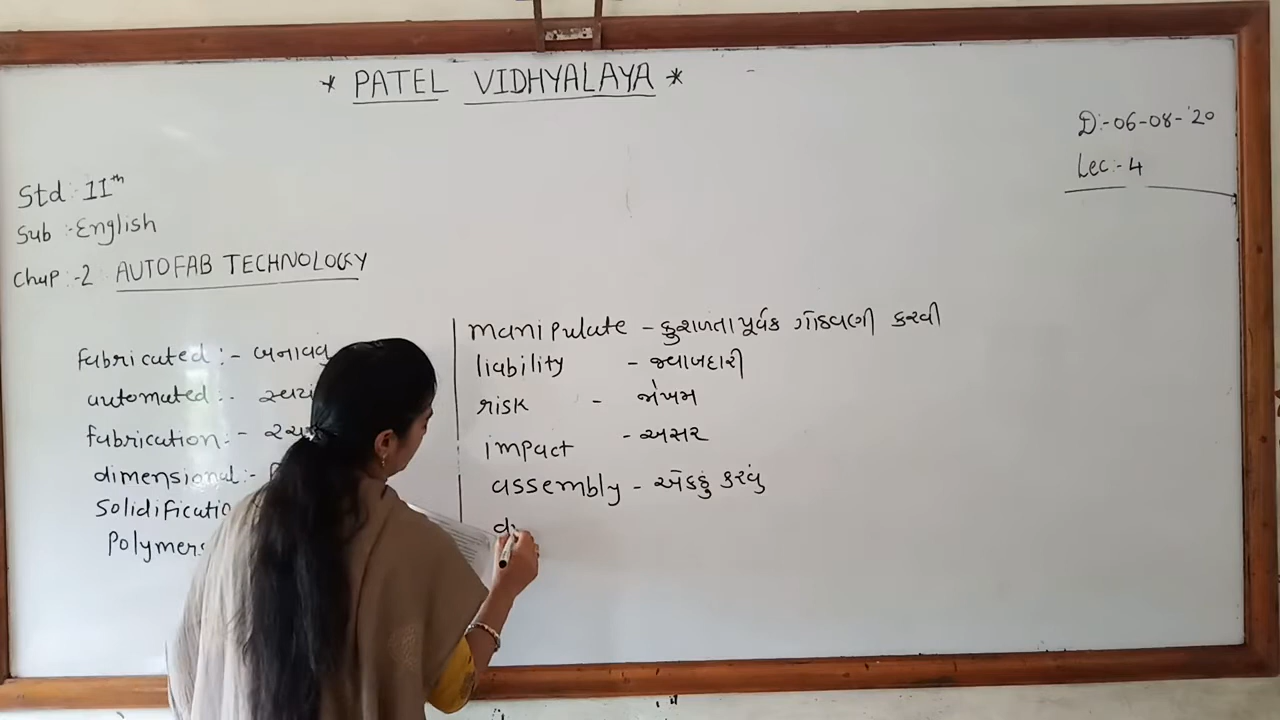 * PATEL VIDHYALAYA *
D:-06-08-'20
Lec:-4
Std:-11th
Sub:-English
Chap:-2 AUTOFAB TECHNOLOGY
fabricated:- બનાવવુ
automated:-
fabrication:-
dimensional:-
Polymers
manipulate - કુશળતાપૂર્વક ગોઠવણી કરવી
liability - જવાબદારી
risk - જોખમ
impact - અસર
assembly - એકઠું કરવું